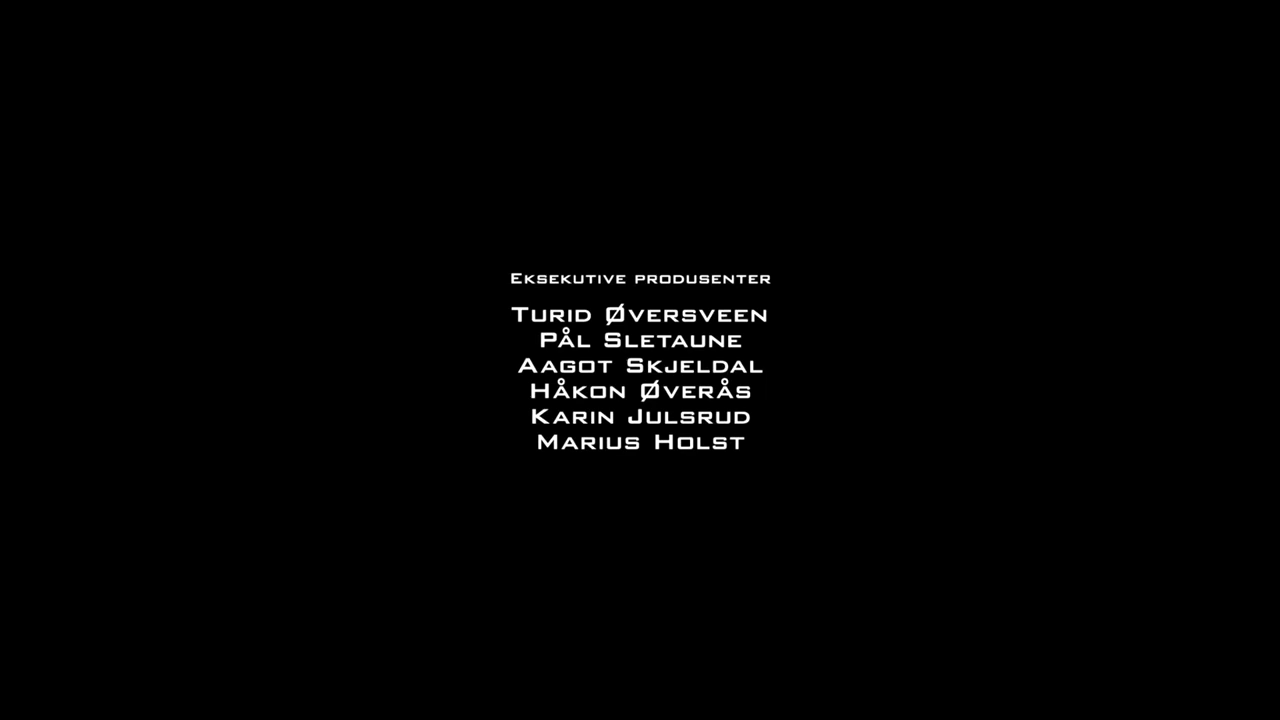 Eksekutive produsenter
Turid Øversveen
Pål Sletaune
Aagot Skjeldal
Håkon Øverås
Karin Julsrud
Marius Holst